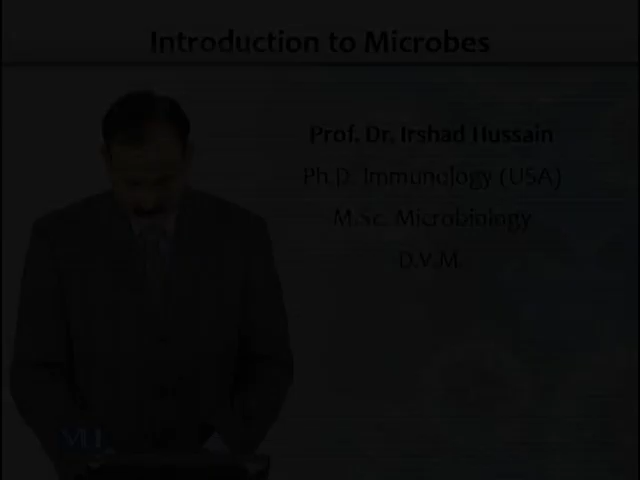 Introduction to Microbes
Prof. Dr. Irshad Hussain
Ph.D. Immunology (USA)
M.Sc. Microbiology
D.V.M.